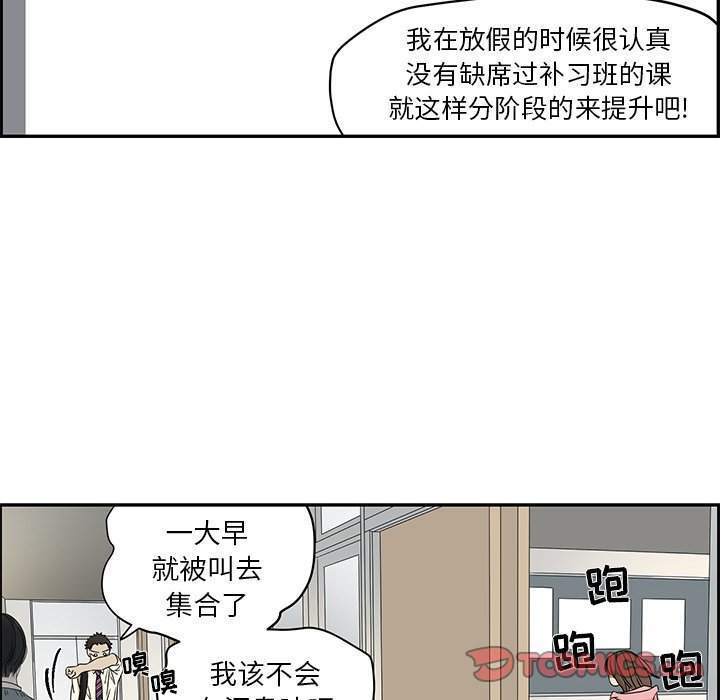 我在放假的时候很认真
没有缺席过补习班的课
就这样分阶段的来提升吧!
一大早
就被叫去
集合了
嗅嗅
我该不会
跑
跑
跑
TOOMICS